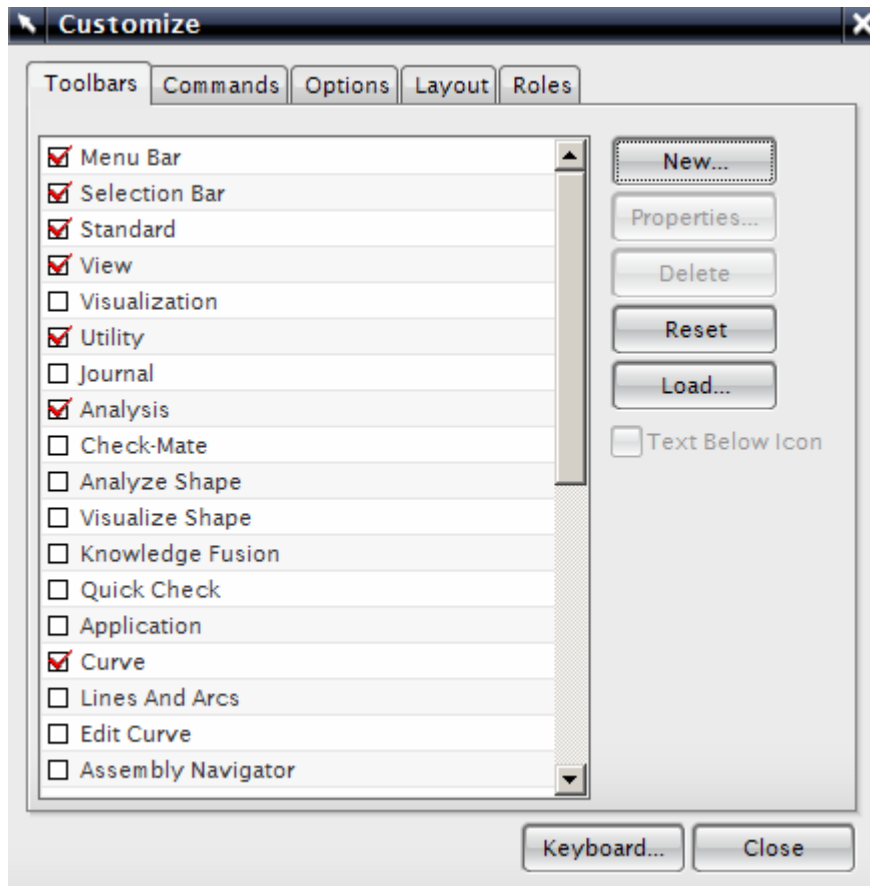 Customize
Toolbars Commands Options Layout Roles
Menu Bar
Selection Bar
Standard
View
Visualization
Utility
Journal
Analysis
Check-Mate
Analyze Shape
Visualize Shape
Knowledge Fusion
Quick Check
Application
Curve
Lines And Arcs
Edit Curve
Assembly Navigator
New...
Properties...
Delete
Reset
Load...
Text Below Icon
Keyboard... Close